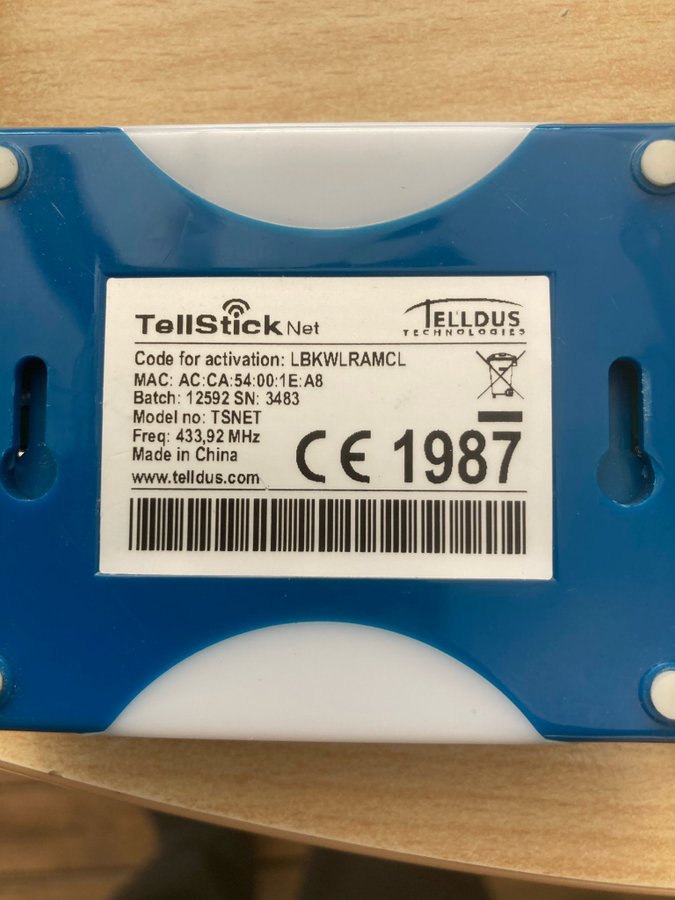 TellStick Net
TELLDUS
TECHNOLOGIES
Code for activation: LBKWLRAMCL
MAC: AC:CA:54:00:1E:A8
Batch: 12592 SN: 3483
Model no: TSNET
Freq: 433,92 MHz
Made in China
www.telldus.com
CE 1987